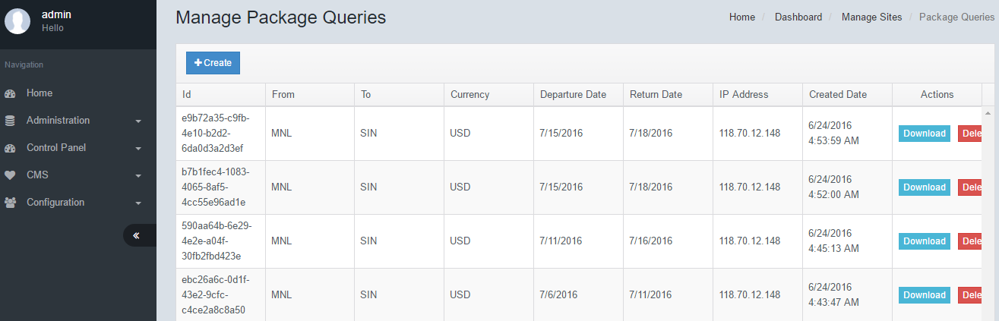 admin
Hello
Navigation
Home
Administration
Control Panel
CMS
Configuration
Manage Package Queries
Home / Dashboard / Manage Sites / Package Queries
Create
Id From To Currency Departure Date Return Date IP Address Created Date Actions
e9b72a35-c9fb-
4e10-b2d2-
6da0d3a2d3ef
MNL SIN USD 7/15/2016 7/18/2016 118.70.12.148
6/24/2016
4:53:59 AM
Download Dele
b7b1fec4-1083-
4065-8af5-
4cc55e96ad1e
MNL SIN USD 7/15/2016 7/18/2016 118.70.12.148
6/24/2016
4:52:00 AM
Download Dele
590aa64b-6e29-
4e2e-a04f-
30fb2fbd423e
MNL SIN USD 7/11/2016 7/16/2016 118.70.12.148
6/24/2016
4:45:13 AM
Download Dele
ebc26a6c-0d1f-
43e2-9cfc-
c4ce2a8c8a50
MNL SIN USD 7/6/2016 7/11/2016 118.70.12.148
6/24/2016
4:43:47 AM
Download Dele